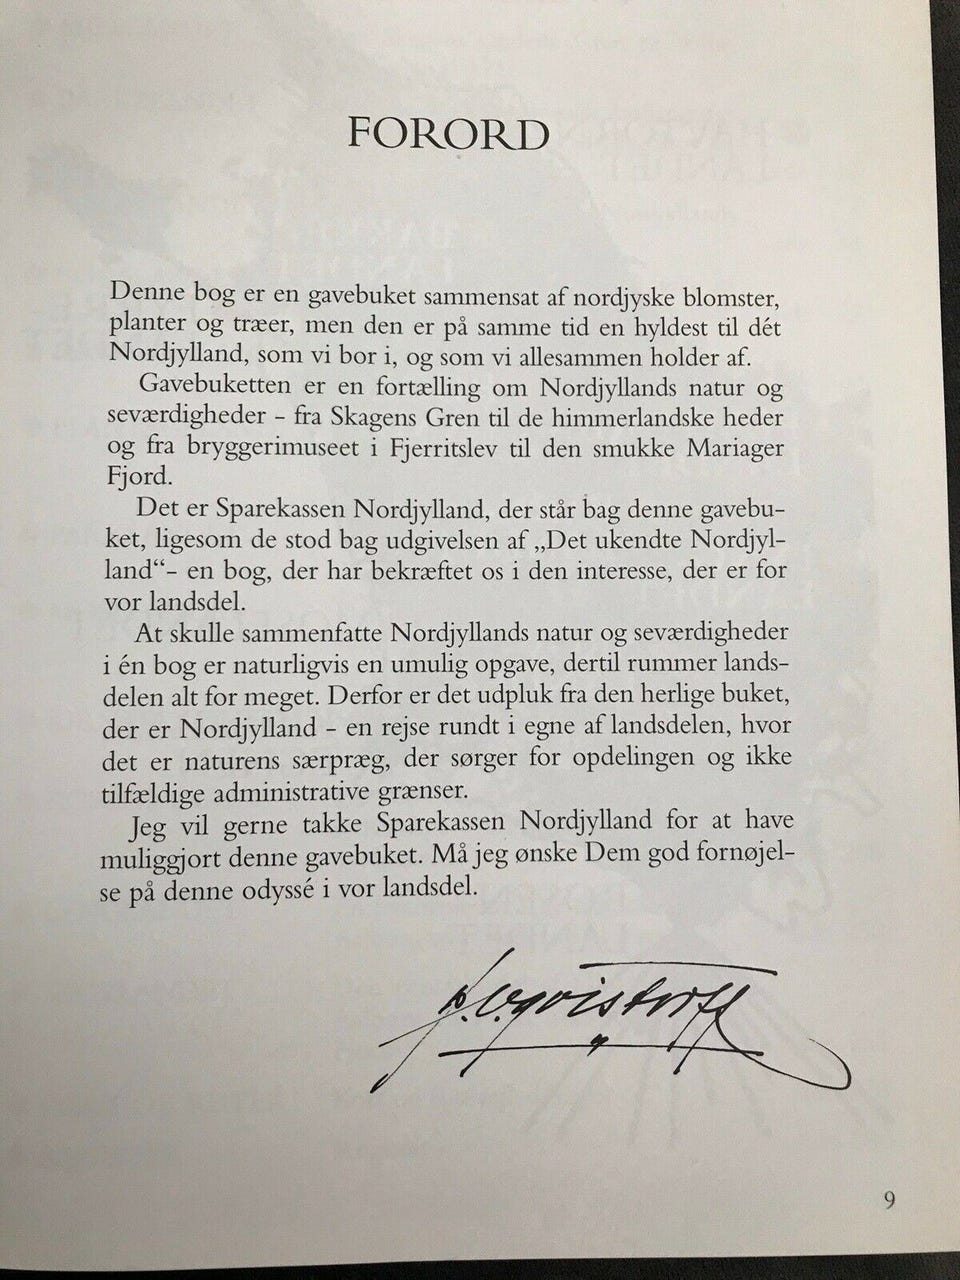 FORORD
Denne bog er en gavebuket sammensat af nordjyske blomster,
planter og træer, men den er på samme tid en hyldest til dét
Nordjylland, som vi bor i, og som vi allesammen holder af.
Gavebuketten er en fortælling om Nordjyllands natur og
seværdigheder – fra Skagens Gren til de himmerlandske heder
og fra bryggerimuseet i Fjerritslev til den smukke Mariager
Fjord.
Det er Sparekassen Nordjylland, der står bag denne gavebu-
ket, ligesom de stod bag udgivelsen af „Det ukendte Nordjyl-
land“– en bog, der har bekræftet os i den interesse, der er for
vor landsdel.
At skulle sammenfatte Nordjyllands natur og seværdigheder
i én bog er naturligvis en umulig opgave, dertil rummer lands-
delen alt for meget. Derfor er det udpluk fra den herlige buket,
der er Nordjylland – en rejse rundt i egne af landsdelen, hvor
det er naturens særpræg, der sørger for opdelingen og ikke
tilfældige administrative grænser.
Jeg vil gerne takke Sparekassen Nordjylland for at have
muliggjort denne gavebuket. Må jeg ønske Dem god fornøjel-
se på denne odyssé i vor landsdel.
9